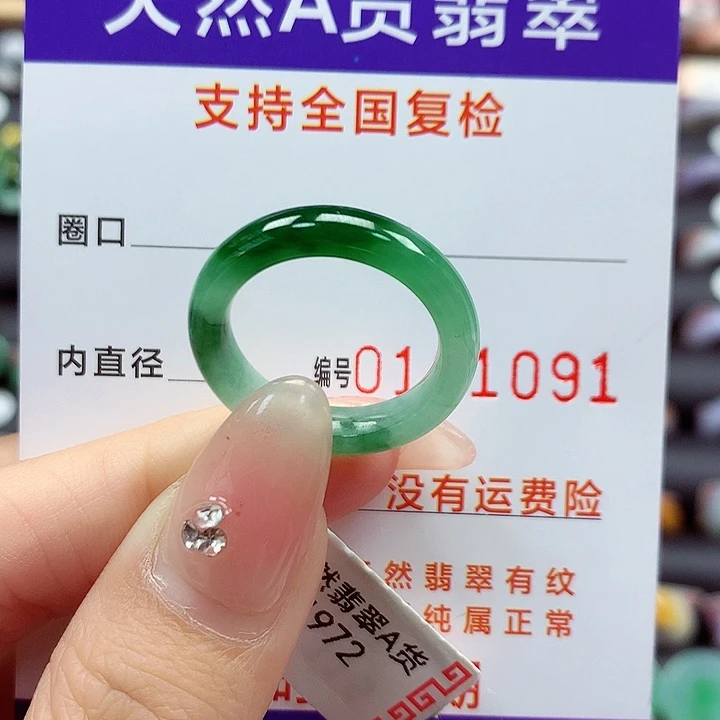 天然A货翡翠
支持全国复检
圈口
内直径
编号01 1091
没有运费险
然翡翠有纹
纯属正常
然翡翠A货
1972